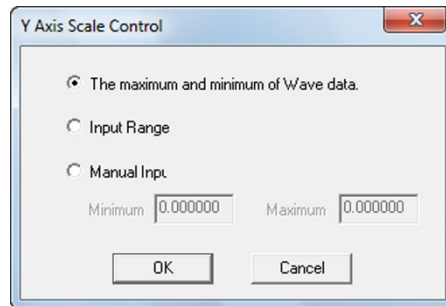 Y Axis Scale Control
The maximum and minimum of Wave data.
Input Range
Manual Inpu
Minimum 0.000000 Maximum 0.000000
OK Cancel